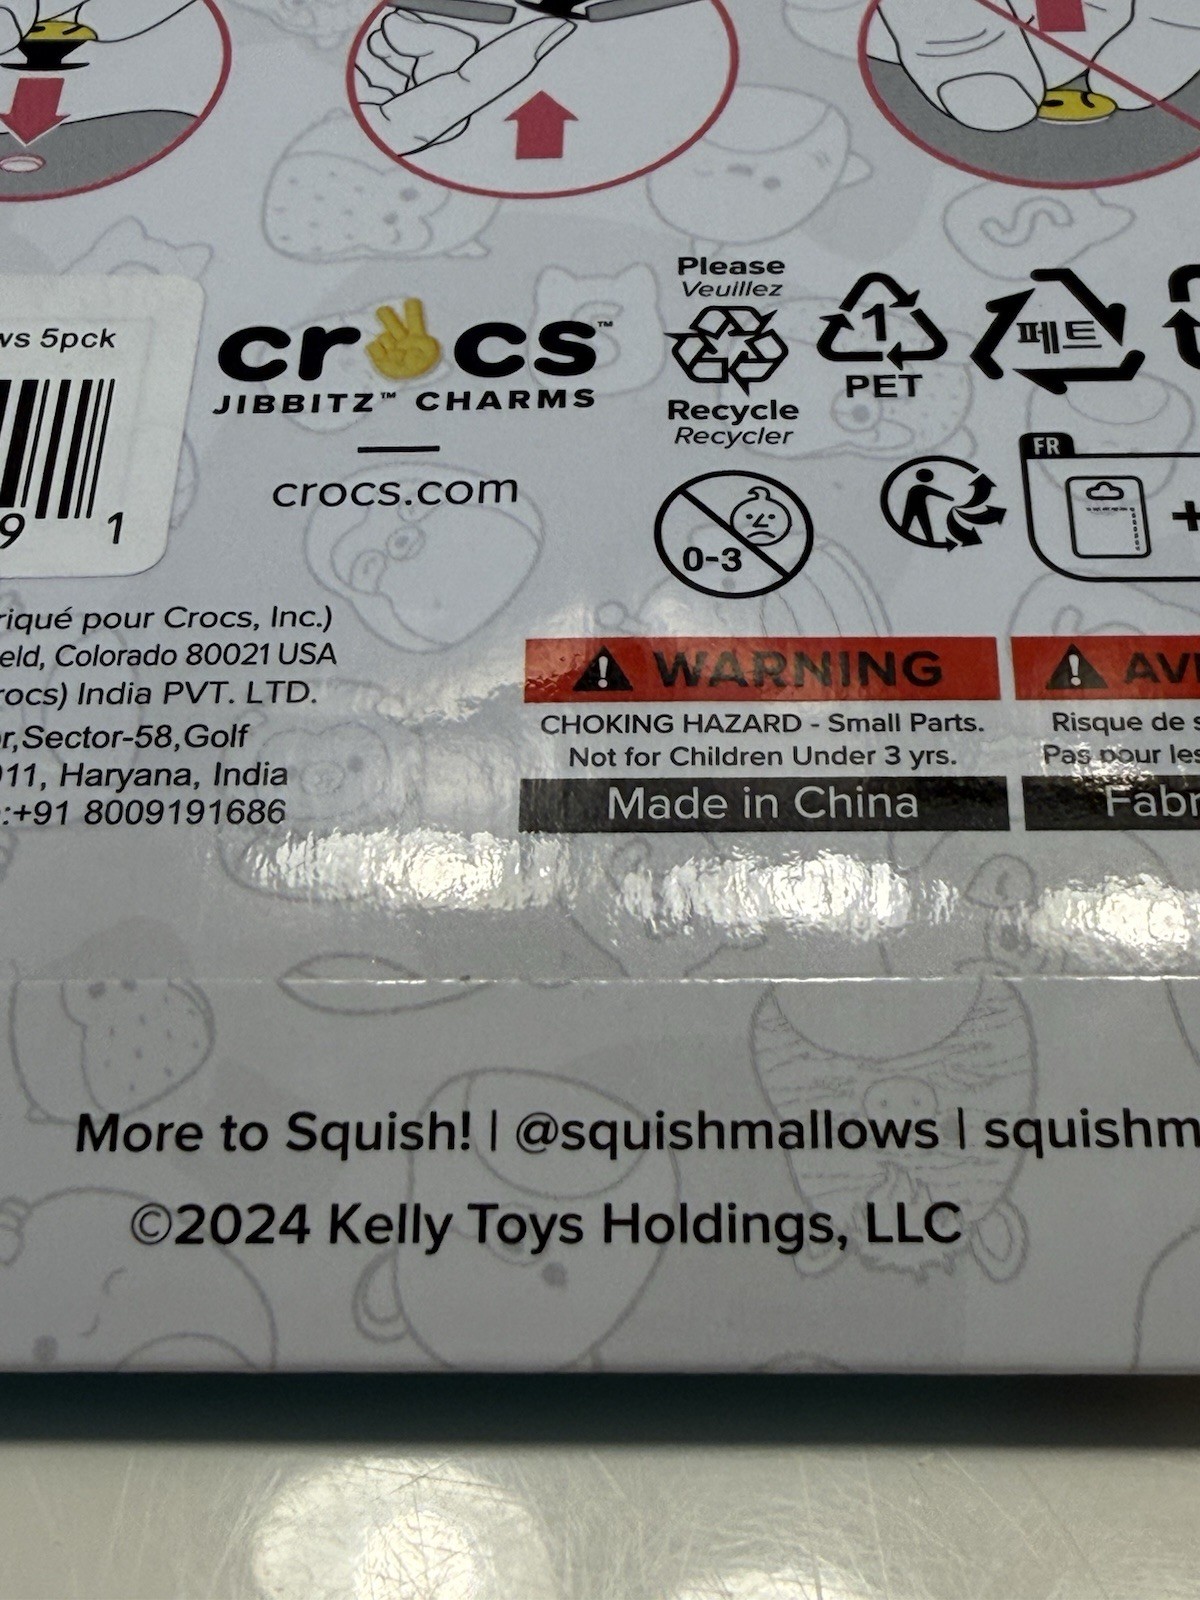 Please
Veuillez
ws 5pck
crocs™
JIBBITZ™ CHARMS
1
PET
페트
Recycle
Recycler
FR
crocs.com
0-3
9 1
riqué pour Crocs, Inc.)
eld, Colorado 80021 USA
rocs) India PVT. LTD.
r,Sector-58,Golf
011, Haryana, India
:+91 8009191686
WARNING
CHOKING HAZARD - Small Parts.
Not for Children Under 3 yrs.
Made in China
AV
Risque de s
Pas pour les
Fabr
More to Squish! | @squishmallows | squishm
©2024 Kelly Toys Holdings, LLC